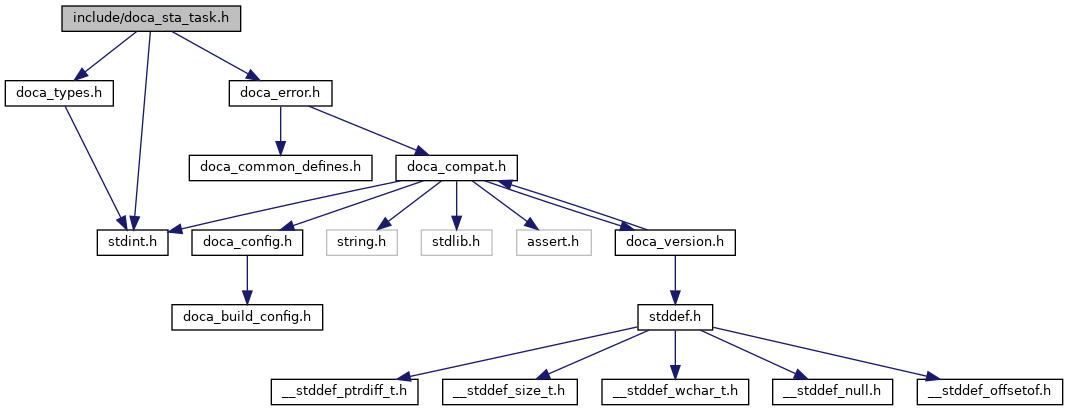 include/doca_sta_task.h
doca_types.h
doca_error.h
doca_common_defines.h
doca_compat.h
stdint.h
doca_config.h
string.h
stdlib.h
assert.h
doca_version.h
doca_build_config.h
stddef.h
__stddef_ptrdiff_t.h
__stddef_size_t.h
__stddef_wchar_t.h
__stddef_null.h
__stddef_offsetof.h